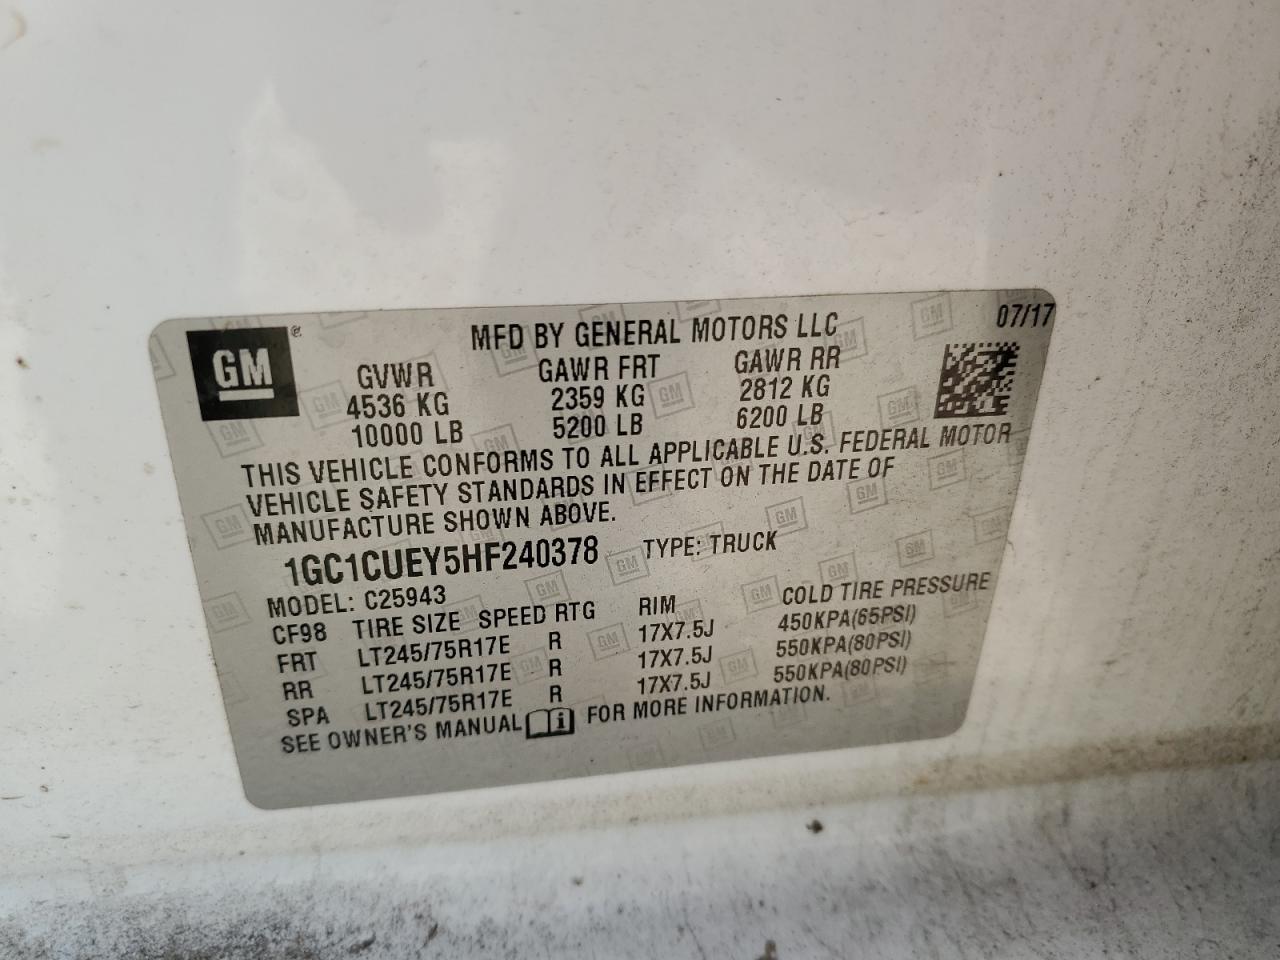 GM ®
MFD BY GENERAL MOTORS LLC 07/17
GVWR GAWR FRT GAWR RR
4536 KG 2359 KG 2812 KG
10000 LB 5200 LB 6200 LB
THIS VEHICLE CONFORMS TO ALL APPLICABLE U.S. FEDERAL MOTOR
VEHICLE SAFETY STANDARDS IN EFFECT ON THE DATE OF
MANUFACTURE SHOWN ABOVE.
1GC1CUEY5HF240378 TYPE: TRUCK
MODEL: C25943
CF98 TIRE SIZE SPEED RTG RIM COLD TIRE PRESSURE
FRT LT245/75R17E R 17X7.5J 450KPA(65PSI)
RR LT245/75R17E R 17X7.5J 550KPA(80PSI)
SPA LT245/75R17E R 17X7.5J 550KPA(80PSI)
SEE OWNER'S MANUAL i FOR MORE INFORMATION.